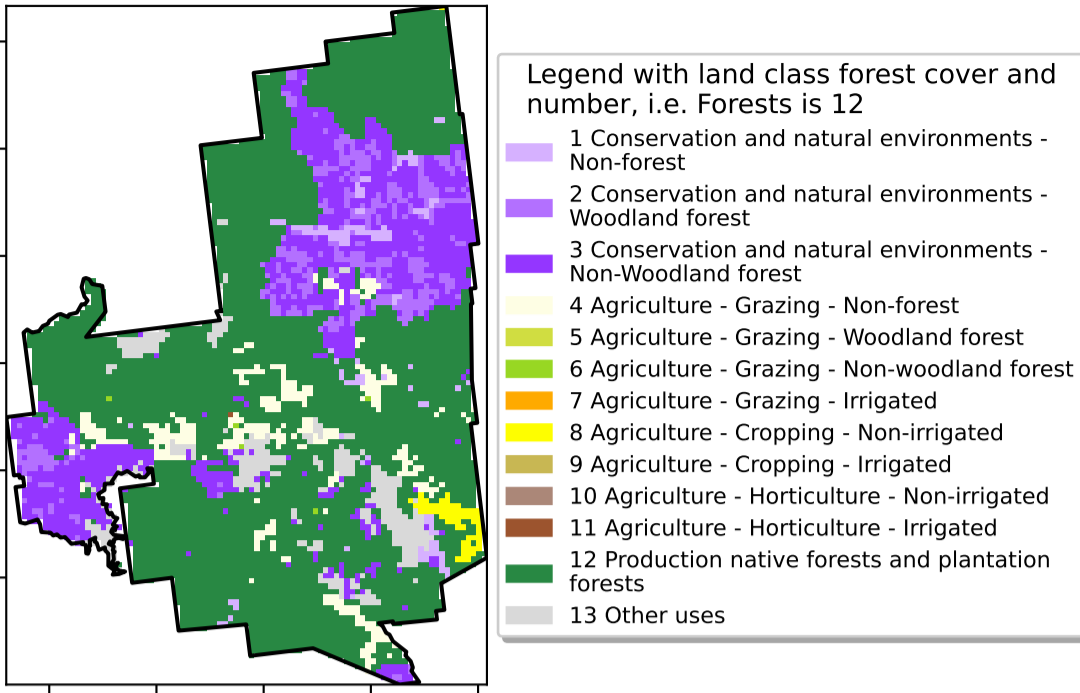 Legend with land class forest cover and
number, i.e. Forests is 12
1 Conservation and natural environments -
Non-forest
2 Conservation and natural environments -
Woodland forest
3 Conservation and natural environments -
Non-Woodland forest
4 Agriculture - Grazing - Non-forest
5 Agriculture - Grazing - Woodland forest
6 Agriculture - Grazing - Non-woodland forest
7 Agriculture - Grazing - Irrigated
8 Agriculture - Cropping - Non-irrigated
9 Agriculture - Cropping - Irrigated
10 Agriculture - Horticulture - Non-irrigated
11 Agriculture - Horticulture - Irrigated
12 Production native forests and plantation
forests
13 Other uses